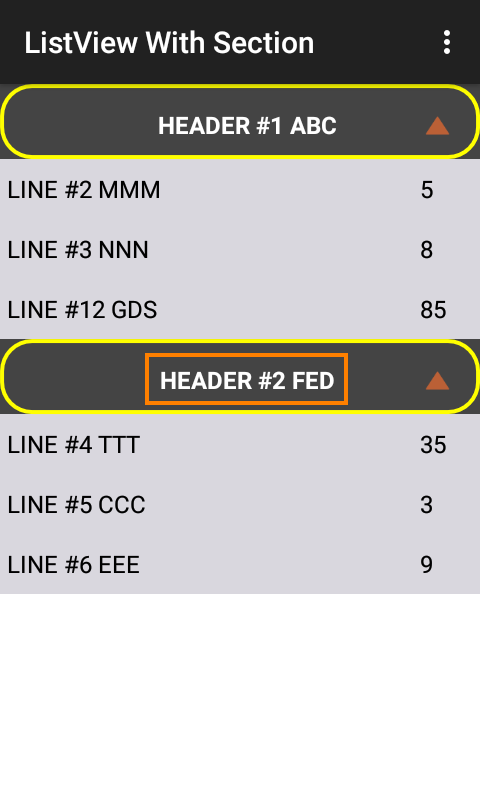 ListView With Section
HEADER #1 ABC
LINE #2 MMM 5
LINE #3 NNN 8
LINE #12 GDS 85
HEADER #2 FED
LINE #4 TTT 35
LINE #5 CCC 3
LINE #6 EEE 9